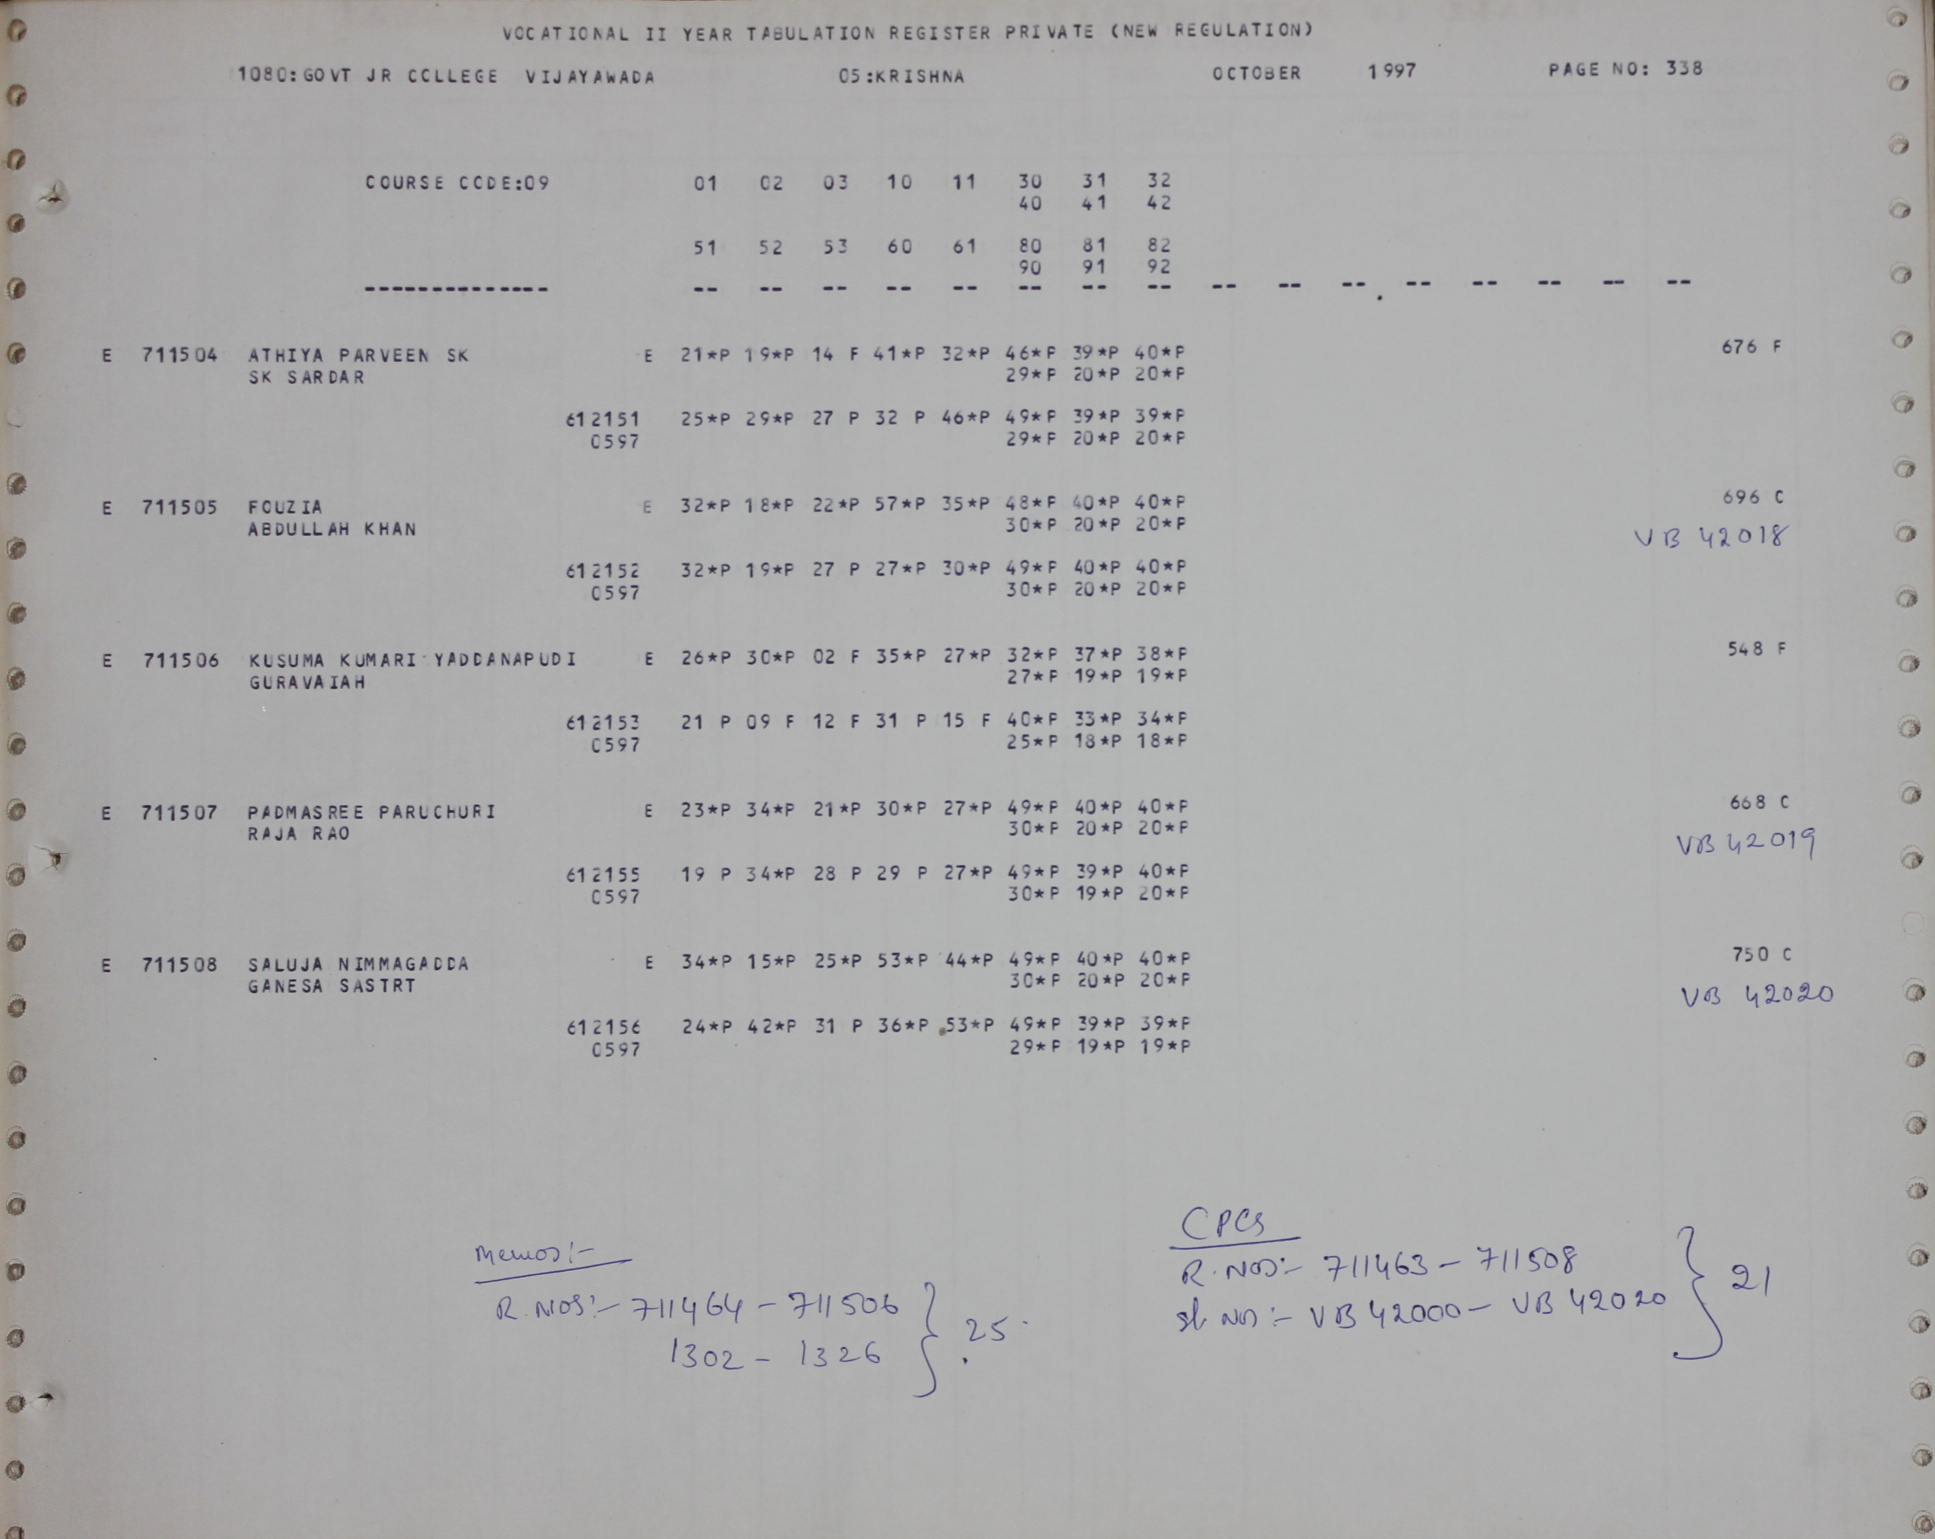 VOCATIONAL II YEAR TABULATION REGISTER PRIVATE (NEW REGULATION)
1080:GOVT JR COLLEGE VIJAYAWADA 05:KRISHNA OCTOBER 1997 PAGE NO: 338
COURSE CODE:09 01 02 03 10 11 30 31 32
40 41 42
51 52 53 60 61 80 81 82
90 91 92
-------------- -- -- -- -- -- -- -- -- -- -- -- -- -- -- -- --
E 711504 ATHIYA PARVEEN SK E 21*P 19*P 14 F 41*P 32*P 46*P 39*P 40*P 676 F
SK SARDAR 29*P 20*P 20*P
612151 25*P 29*P 27 P 32 P 46*P 49*P 39*P 39*P
0597 29*P 20*P 20*P
E 711505 FOUZIA E 32*P 18*P 22*P 57*P 35*P 48*P 40*P 40*P 696 C
ABDULLAH KHAN 30*P 20*P 20*P VB 42018
612152 32*P 19*P 27 P 27*P 30*P 49*P 40*P 40*P
0597 30*P 20*P 20*P
E 711506 KUSUMA KUMARI YADDANAPUDI E 26*P 30*P 02 F 35*P 27*P 32*P 37*P 38*P 548 F
GURAVAIAH 27*P 19*P 19*P
612153 21 P 09 F 12 F 31 P 15 F 40*P 33*P 34*P
0597 25*P 18*P 18*P
E 711507 PADMASREE PARUCHURI E 23*P 34*P 21*P 30*P 27*P 49*P 40*P 40*P 668 C
RAJA RAO 30*P 20*P 20*P VB 42019
612155 19 P 34*P 28 P 29 P 27*P 49*P 39*P 40*P
0597 30*P 19*P 20*P
E 711508 SALUJA NIMMAGADDA E 34*P 15*P 25*P 53*P 44*P 49*P 40*P 40*P 750 C
GANESA SASTRT 30*P 20*P 20*P VB 42020
612156 24*P 42*P 31 P 36*P 53*P 49*P 39*P 39*P
0597 29*P 19*P 19*P
Memos:-
R.NOS:- 711464 - 711506
1302 - 1326 } 25
CPCs
R.NOs:- 711463 - 711508
Sl. No:- VB 42000 - VB 42020 } 21